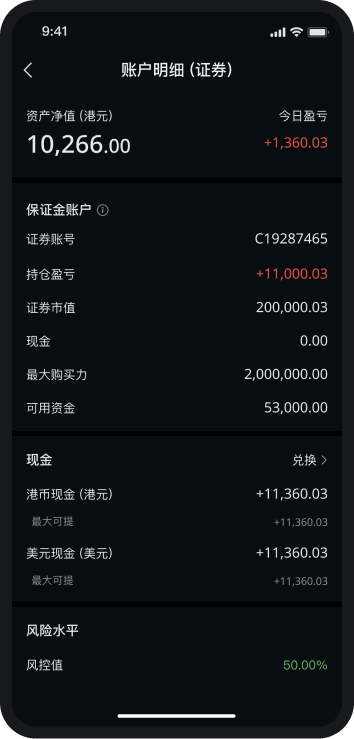 9:41
账户明细 (证券)
资产净值 (港元) 今日盈亏
10,266.00 +1,360.03
保证金账户
证券账号 C19287465
持仓盈亏 +11,000.03
证券市值 200,000.03
现金 0.00
最大购买力 2,000,000.00
可用资金 53,000.00
现金 兑换
港币现金 (港元) +11,360.03
最大可提 +11,360.03
美元现金 (美元) +11,360.03
最大可提 +11,360.03
风险水平
风控值 50.00%